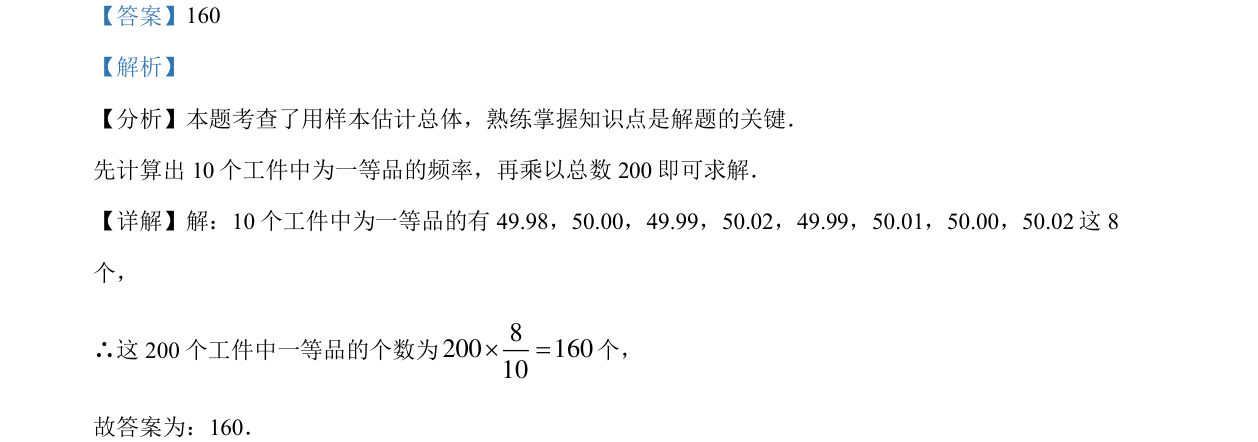 【答案】160
【解析】
【分析】本题考查了用样本估计总体，熟练掌握知识点是解题的关键．
先计算出 10 个工件中为一等品的频率，再乘以总数 200 即可求解．
【详解】解：10 个工件中为一等品的有 49.98，50.00，49.99，50.02，49.99，50.01，50.00，50.02 这 8
个，
∴这 200 个工件中一等品的个数为 200×8/10=160 个，
故答案为：160．